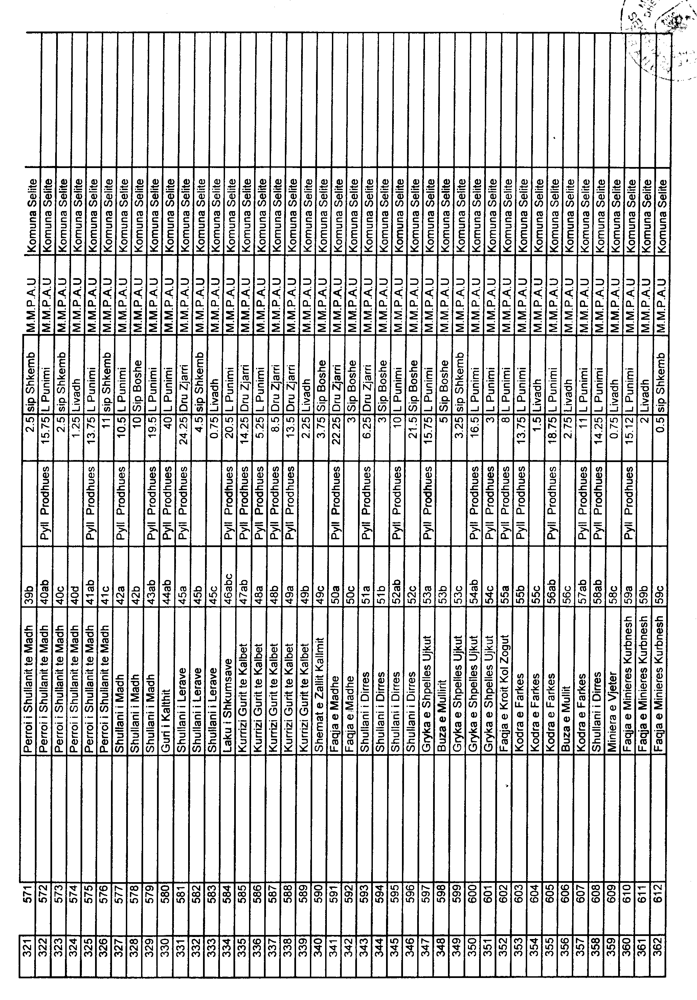 321 571 Perroi i Shullanit te Madh 39b 2.5 sip Shkemb M.M.P.A.U Komuna Selite
322 572 Perroi i Shullanit te Madh 40ab Pyll Prodhues 15.75 L Punimi M.M.P.A.U Komuna Selite
323 573 Perroi i Shullanit te Madh 40c 2.5 sip Shkemb M.M.P.A.U Komuna Selite
324 574 Perroi i Shullanit te Madh 40d 1.25 Livadh M.M.P.A.U Komuna Selite
325 575 Perroi i Shullanit te Madh 41ab Pyll Prodhues 13.75 L Punimi M.M.P.A.U Komuna Selite
326 576 Perroi i Shullanit te Madh 41c 11 sip Shkemb M.M.P.A.U Komuna Selite
327 577 Shullani i Madh 42a Pyll Prodhues 10.5 L Punimi M.M.P.A.U Komuna Selite
328 578 Shullani i Madh 42b 10 Sip Boshe M.M.P.A.U Komuna Selite
329 579 Shullani i Madh 43ab Pyll Prodhues 19.5 L Punimi M.M.P.A.U Komuna Selite
330 580 Guri i Kalthit 44ab Pyll Prodhues 40 L Punimi M.M.P.A.U Komuna Selite
331 581 Shullani i Lerave 45a Pyll Prodhues 24.25 Dru Zjarri M.M.P.A.U Komuna Selite
332 582 Shullani i Lerave 45b 4.5 sip Shkemb M.M.P.A.U Komuna Selite
333 583 Shullani i Lerave 45c 0.75 Livadh M.M.P.A.U Komuna Selite
334 584 Laku i Shkumsave 46abc Pyll Prodhues 20.5 L Punimi M.M.P.A.U Komuna Selite
335 585 Kurrizi Gurit te Kalbet 47ab Pyll Prodhues 14.25 Dru Zjarri M.M.P.A.U Komuna Selite
336 586 Kurrizi Gurit te Kalbet 48a Pyll Prodhues 5.25 L Punimi M.M.P.A.U Komuna Selite
337 587 Kurrizi Gurit te Kalbet 48b Pyll Prodhues 8.5 Dru Zjarri M.M.P.A.U Komuna Selite
338 588 Kurrizi Gurit te Kalbet 49a Pyll Prodhues 13.5 Dru Zjarri M.M.P.A.U Komuna Selite
339 589 Kurrizi Gurit te Kalbet 49b 2.25 Livadh M.M.P.A.U Komuna Selite
340 590 Shemat e Zallit Kallmit 49c 3.75 Sip Boshe M.M.P.A.U Komuna Selite
341 591 Faqja e Madhe 50a Pyll Prodhues 22.25 Dru Zjarri M.M.P.A.U Komuna Selite
342 592 Faqja e Madhe 50c 3 Sip Boshe M.M.P.A.U Komuna Selite
343 593 Shullani i Dirres 51a Pyll Prodhues 6.25 Dru Zjarri M.M.P.A.U Komuna Selite
344 594 Shullani i Dirres 51b 3 Sip Boshe M.M.P.A.U Komuna Selite
345 595 Shullani i Dirres 52ab Pyll Prodhues 10 L Punimi M.M.P.A.U Komuna Selite
346 596 Shullani i Dirres 52c 21.5 Sip Boshe M.M.P.A.U Komuna Selite
347 597 Gryka e Shpelles Ujkut 53a Pyll Prodhues 15.75 L Punimi M.M.P.A.U Komuna Selite
348 598 Buza e Mullirit 53b 5 Sip Boshe M.M.P.A.U Komuna Selite
349 599 Gryka e Shpelles Ujkut 53c 3.25 sip Shkemb M.M.P.A.U Komuna Selite
350 600 Gryka e Shpelles Ujkut 54ab Pyll Prodhues 16.5 L Punimi M.M.P.A.U Komuna Selite
351 601 Gryka e Shpelles Ujkut 54c Pyll Prodhues 3 L Punimi M.M.P.A.U Komuna Selite
352 602 Faqja e Kroit Kol Zogut 55a Pyll Prodhues 8 L Punimi M.M.P.A.U Komuna Selite
353 603 Kodra e Farkes 55b Pyll Prodhues 13.75 L Punimi M.M.P.A.U Komuna Selite
354 604 Kodra e Farkes 55c 1.5 Livadh M.M.P.A.U Komuna Selite
355 605 Kodra e Farkes 56ab Pyll Prodhues 18.75 L Punimi M.M.P.A.U Komuna Selite
356 606 Buza e Mullit 56c 2.75 Livadh M.M.P.A.U Komuna Selite
357 607 Kodra e Farkes 57ab Pyll Prodhues 11 L Punimi M.M.P.A.U Komuna Selite
358 608 Shullani i Dirres 58ab Pyll Prodhues 14.25 L Punimi M.M.P.A.U Komuna Selite
359 609 Miniera e Vjeter 58c 0.75 Livadh M.M.P.A.U Komuna Selite
360 610 Faqja e Minieres Kurbnesh 59a Pyll Prodhues 15.12 L Punimi M.M.P.A.U Komuna Selite
361 611 Faqja e Minieres Kurbnesh 59b 2 Livadh M.M.P.A.U Komuna Selite
362 612 Faqja e Minieres Kurbnesh 59c 0.5 sip Shkemb M.M.P.A.U Komuna Selite